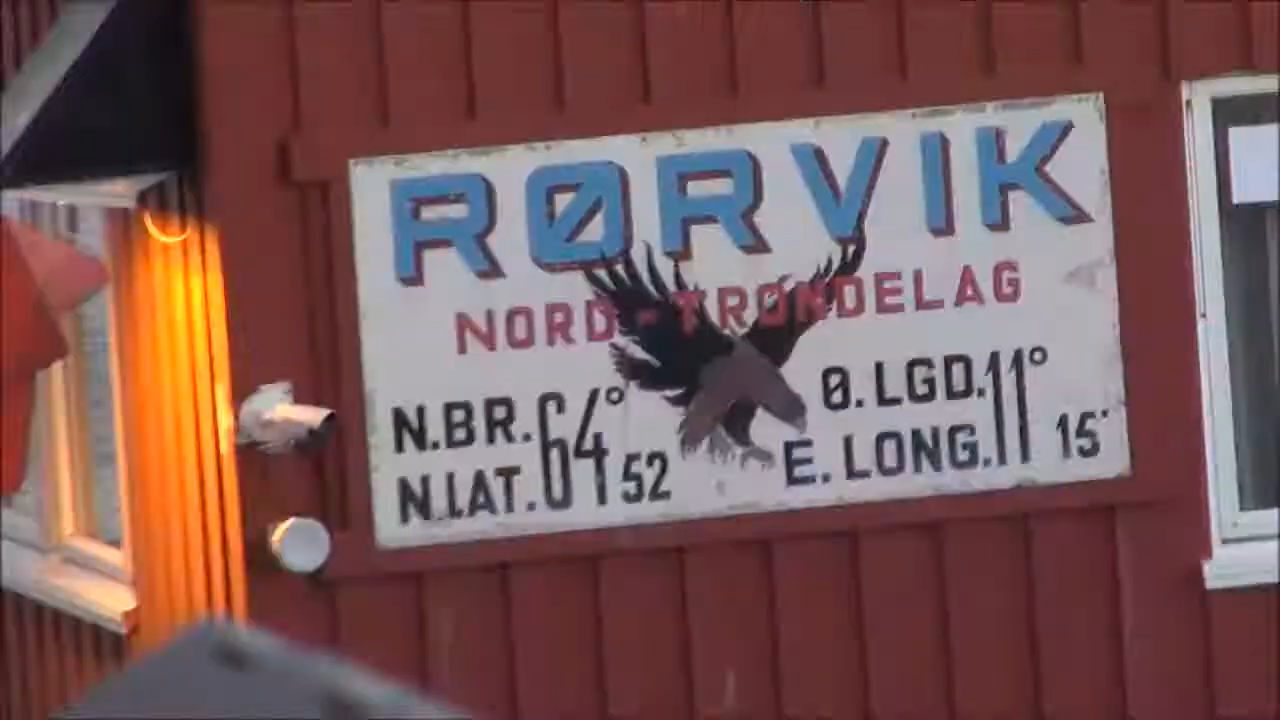 RØRVIK
NORD-TRØNDELAG
N.BR. 64° 52
N.LAT.
Ø.LGD. 11° 15'
E. LONG.